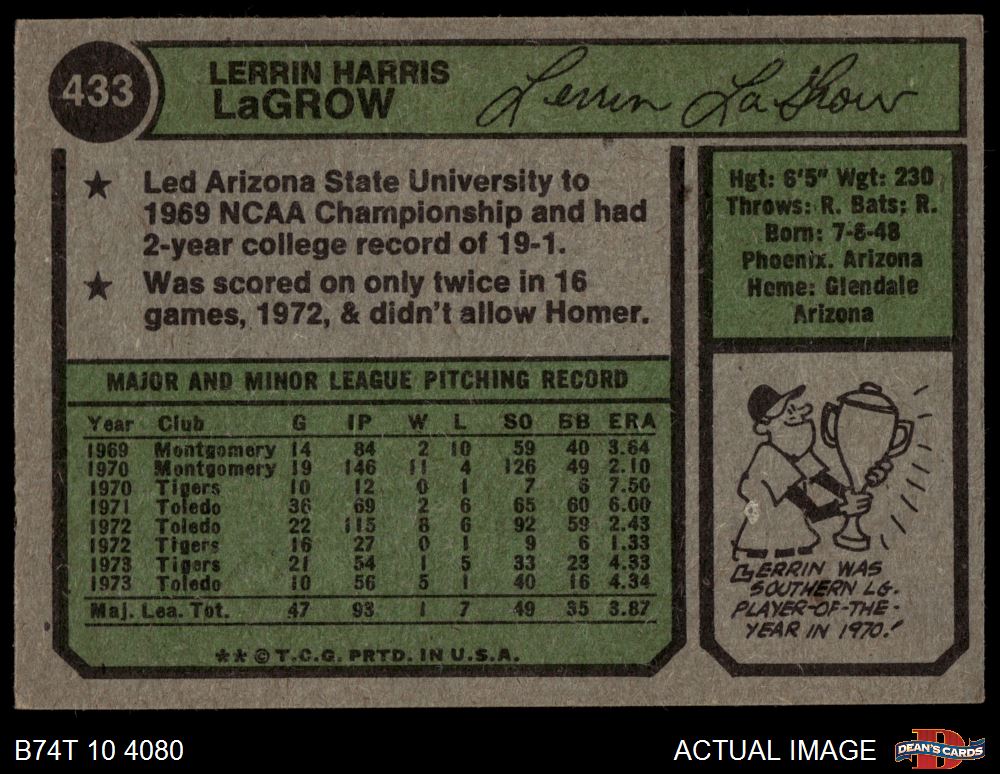 433
LERRIN HARRIS
LaGROW
Lerrin LaGrow
★ Led Arizona State University to
1969 NCAA Championship and had
2-year college record of 19-1.
★ Was scored on only twice in 16
games, 1972, & didn't allow Homer.
Hgt: 6'5" Wgt: 230
Throws: R. Bats: R.
Born: 7-8-48
Phoenix, Arizona
Home: Glendale
Arizona
MAJOR AND MINOR LEAGUE PITCHING RECORD
Year Club G IP W L SO BB ERA
1969 Montgomery 14 84 2 10 59 40 3.64
1970 Montgomery 19 146 11 4 126 49 2.10
1970 Tigers 10 12 0 1 7 6 7.50
1971 Toledo 36 69 2 6 65 60 6.00
1972 Toledo 22 115 8 6 92 59 2.43
1972 Tigers 16 27 0 1 9 6 1.33
1973 Tigers 21 54 1 5 33 23 4.33
1973 Toledo 10 56 5 1 40 16 4.34
Maj. Lea. Tot. 47 93 1 7 49 35 3.87
** © T.C.G. PRTD. IN U.S.A.
LERRIN WAS
SOUTHERN LG.
PLAYER-OF-THE-
YEAR IN 1970.
B74T 10 4080
ACTUAL IMAGE
DEAN'S CARDS